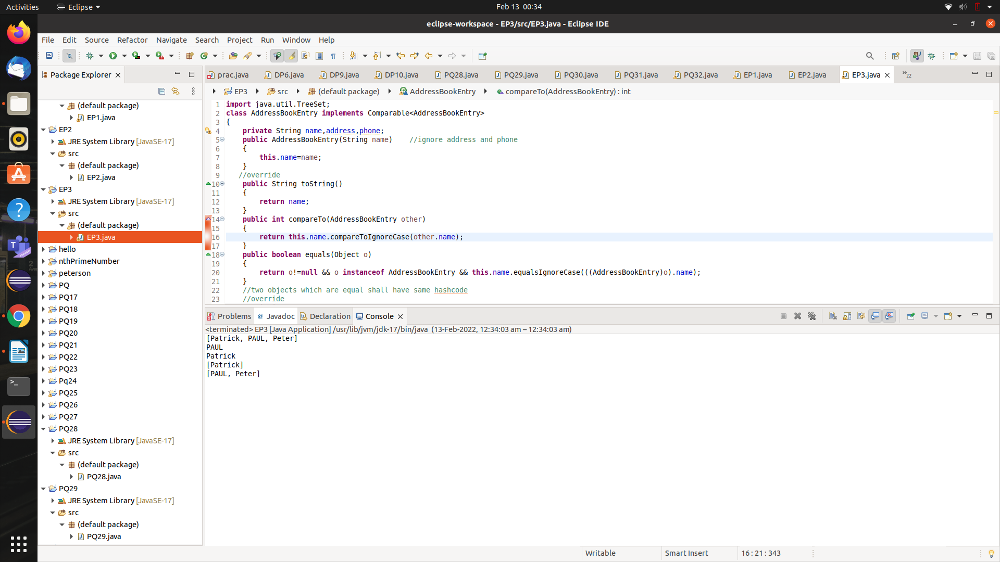 Activities
Eclipse
Feb 13 00:34
eclipse-workspace - EP3/src/EP3.java - Eclipse IDE
File Edit Source Refactor Navigate Search Project Run Window Help
Package Explorer
(default package)
EP1.java
EP2
JRE System Library [JavaSE-17]
src
(default package)
EP2.java
EP3
JRE System Library [JavaSE-17]
src
(default package)
EP3.java
hello
nthPrimeNumber
peterson
PQ
PQ17
PQ18
PQ19
PQ20
PQ21
PQ22
PQ23
Pq24
PQ25
PQ26
PQ27
PQ28
JRE System Library [JavaSE-17]
src
(default package)
PQ28.java
PQ29
JRE System Library [JavaSE-17]
src
(default package)
PQ29.java
prac.java DP6.java DP9.java DP10.java PQ28.java PQ29.java PQ30.java PQ31.java PQ32.java EP1.java EP2.java EP3.java 22
EP3 src (default package) AddressBookEntry compareTo(AddressBookEntry) : int
1 import java.util.TreeSet;
2 class AddressBookEntry implements Comparable<AddressBookEntry>
3 {
4 private String name,address,phone;
5 public AddressBookEntry(String name) //ignore address and phone
6 {
7 this.name=name;
8 }
9 //override
10 public String toString()
11 {
12 return name;
13 }
14 public int compareTo(AddressBookEntry other)
15 {
16 return this.name.compareToIgnoreCase(other.name);
17 }
18 public boolean equals(Object o)
19 {
20 return o!=null && o instanceof AddressBookEntry && this.name.equalsIgnoreCase(((AddressBookEntry)o).name);
21 }
22 //two objects which are equal shall have same hashcode
23 //override
Problems Javadoc Declaration Console
<terminated> EP3 [Java Application] /usr/lib/jvm/jdk-17/bin/java (13-Feb-2022, 12:34:03 am – 12:34:03 am)
[Patrick, PAUL, Peter]
PAUL
Patrick
[Patrick]
[PAUL, Peter]
Writable
Smart Insert
16 : 21 : 343